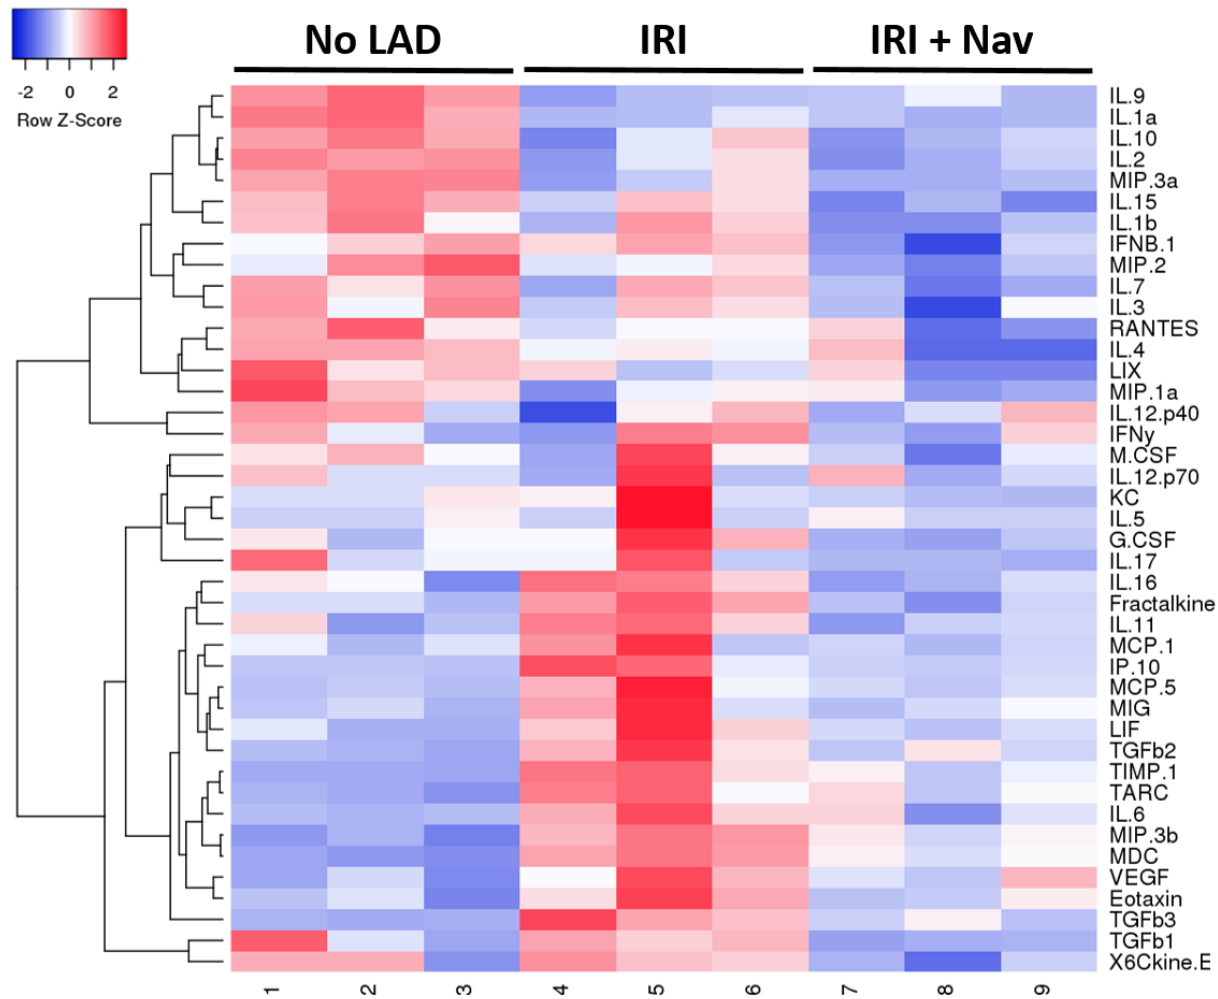 No LAD IRI IRI + Nav
-2 0 2
Row Z-Score
IL.9
IL.1a
IL.10
IL.2
MIP.3a
IL.15
IL.1b
IFNB.1
MIP.2
IL.7
IL.3
RANTES
IL.4
LIX
MIP.1a
IL.12.p40
IFNy
M.CSF
IL.12.p70
KC
IL.5
G.CSF
IL.17
IL.16
Fractalkine
IL.11
MCP.1
IP.10
MCP.5
MIG
LIF
TGFb2
TIMP.1
TARC
IL.6
MIP.3b
MDC
VEGF
Eotaxin
TGFb3
TGFb1
X6Ckine.E
1 2 3 4 5 6 7 8 9